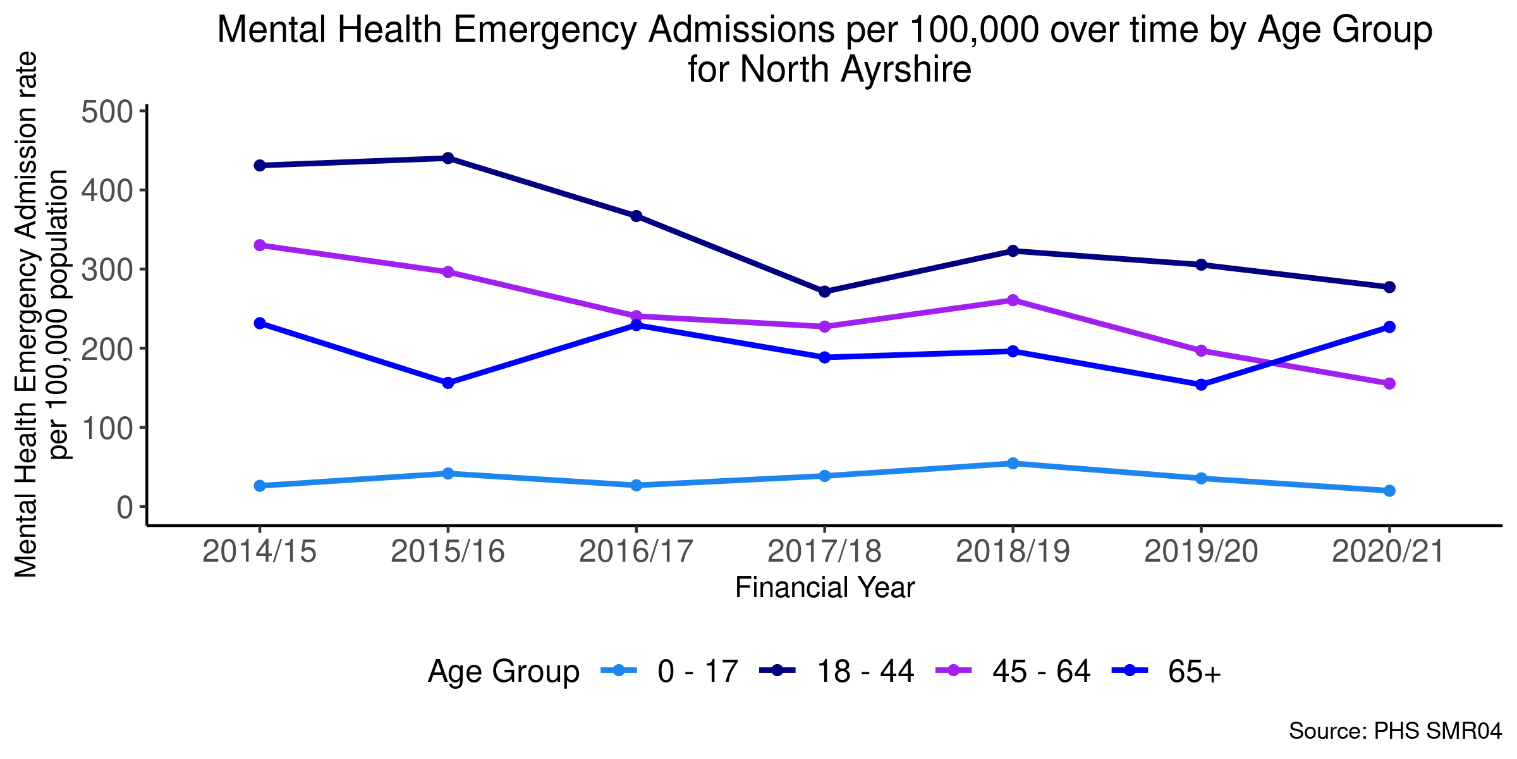 Mental Health Emergency Admissions per 100,000 over time by Age Group
for North Ayrshire
Mental Health Emergency Admission rate
per 100,000 population
500
400
300
200
100
0
2014/15 2015/16 2016/17 2017/18 2018/19 2019/20 2020/21
Financial Year
Age Group 0 - 17 18 - 44 45 - 64 65+
Source: PHS SMR04